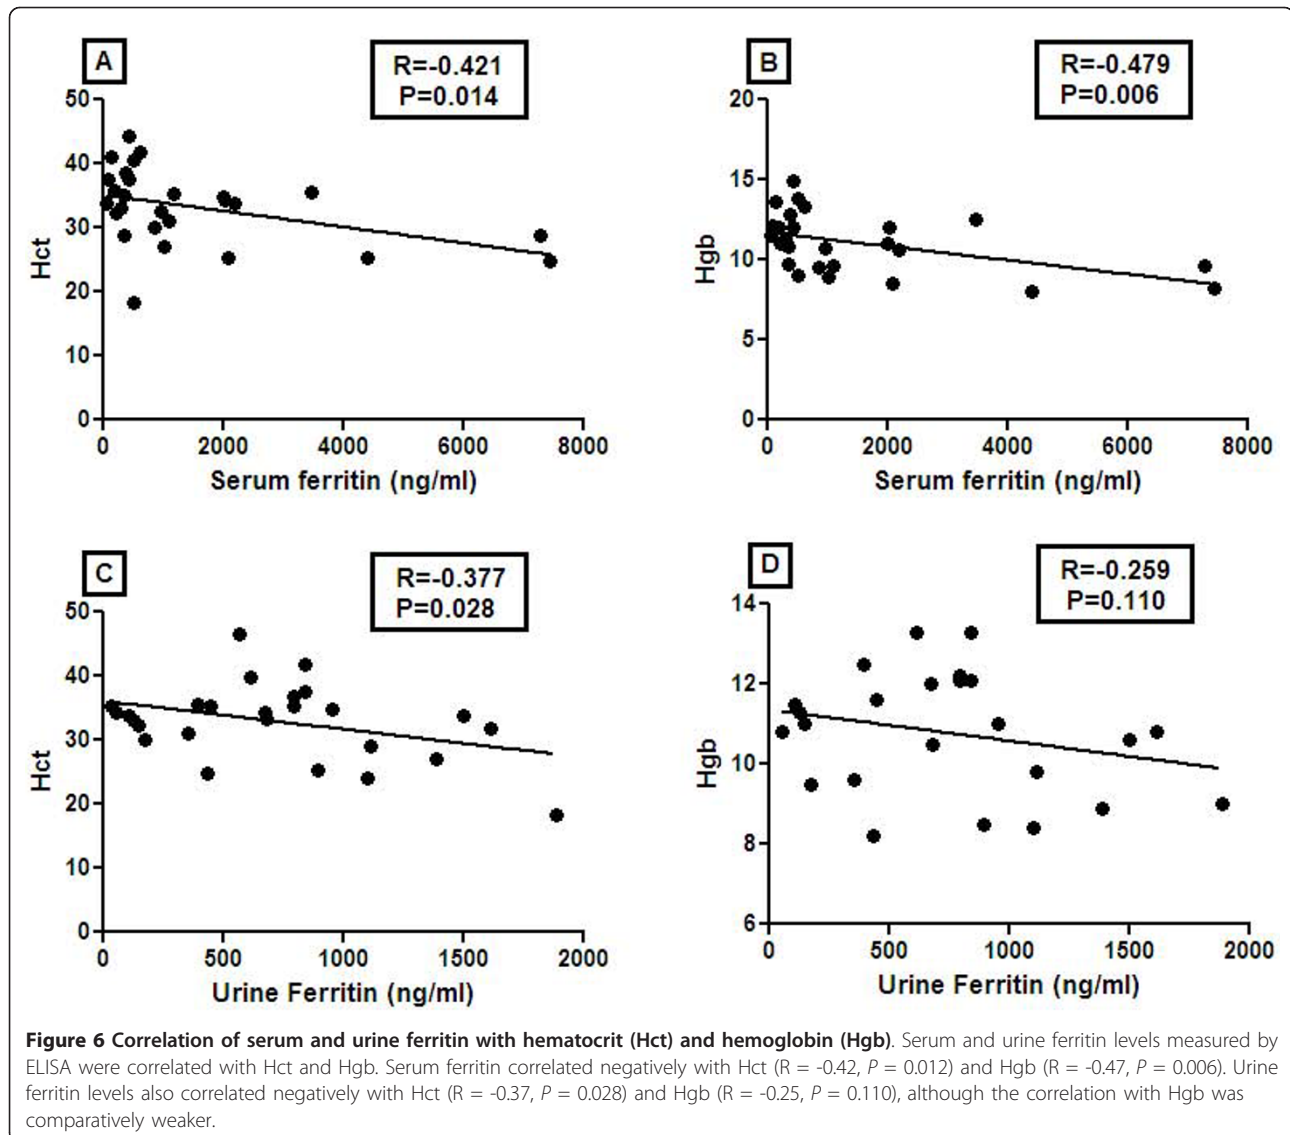 A
R=-0.421
P=0.014
50
40
30
20
10
0
Hct
0 2000 4000 6000 8000
Serum ferritin (ng/ml)
B
R=-0.479
P=0.006
20
15
10
5
0
Hgb
0 2000 4000 6000 8000
Serum ferritin (ng/ml)
C
R=-0.377
P=0.028
50
40
30
20
10
0
Hct
0 500 1000 1500 2000
Urine Ferritin (ng/ml)
D
R=-0.259
P=0.110
14
12
10
8
6
Hgb
0 500 1000 1500 2000
Urine Ferritin (ng/ml)
Figure 6 Correlation of serum and urine ferritin with hematocrit (Hct) and hemoglobin (Hgb). Serum and urine ferritin levels measured by
ELISA were correlated with Hct and Hgb. Serum ferritin correlated negatively with Hct (R = -0.42, P = 0.012) and Hgb (R = -0.47, P = 0.006). Urine
ferritin levels also correlated negatively with Hct (R = -0.37, P = 0.028) and Hgb (R = -0.25, P = 0.110), although the correlation with Hgb was
comparatively weaker.